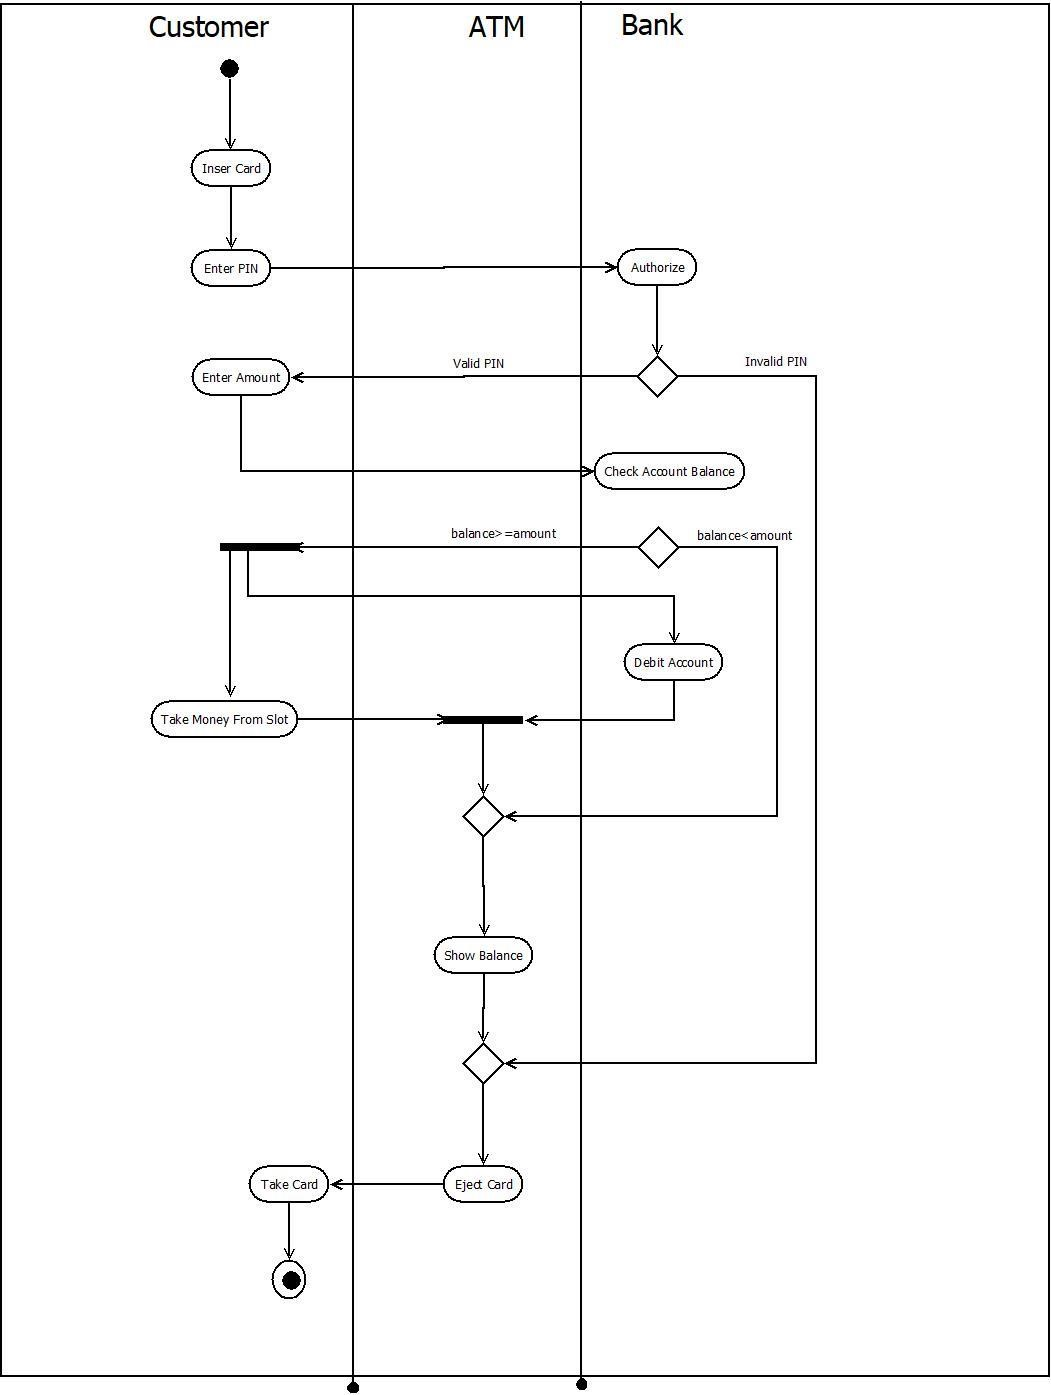 Customer
ATM
Bank
Inser Card
Enter PIN
Authorize
Valid PIN
Invalid PIN
Enter Amount
Check Account Balance
balance>=amount
balance<amount
Debit Account
Take Money From Slot
Show Balance
Take Card
Eject Card